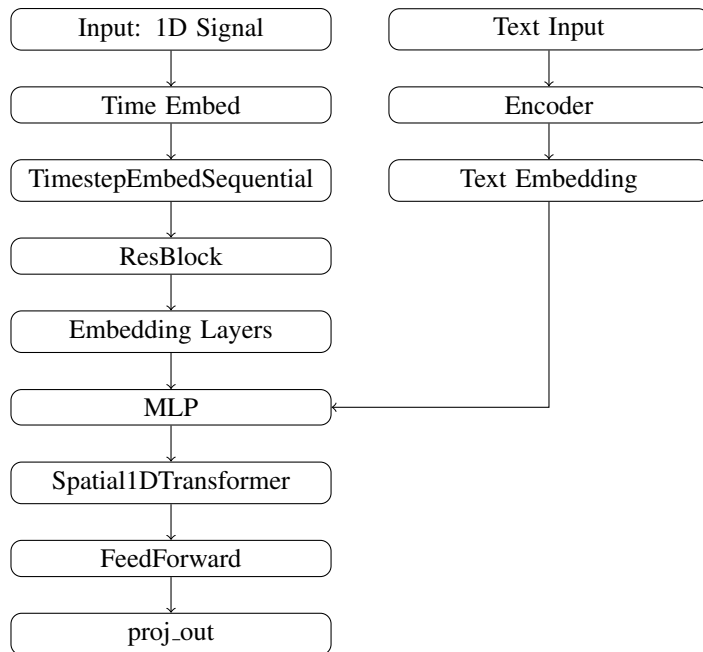 Input: 1D Signal
Time Embed
TimestepEmbedSequential
ResBlock
Embedding Layers
MLP
Spatial1DTransformer
FeedForward
proj_out
Text Input
Encoder
Text Embedding